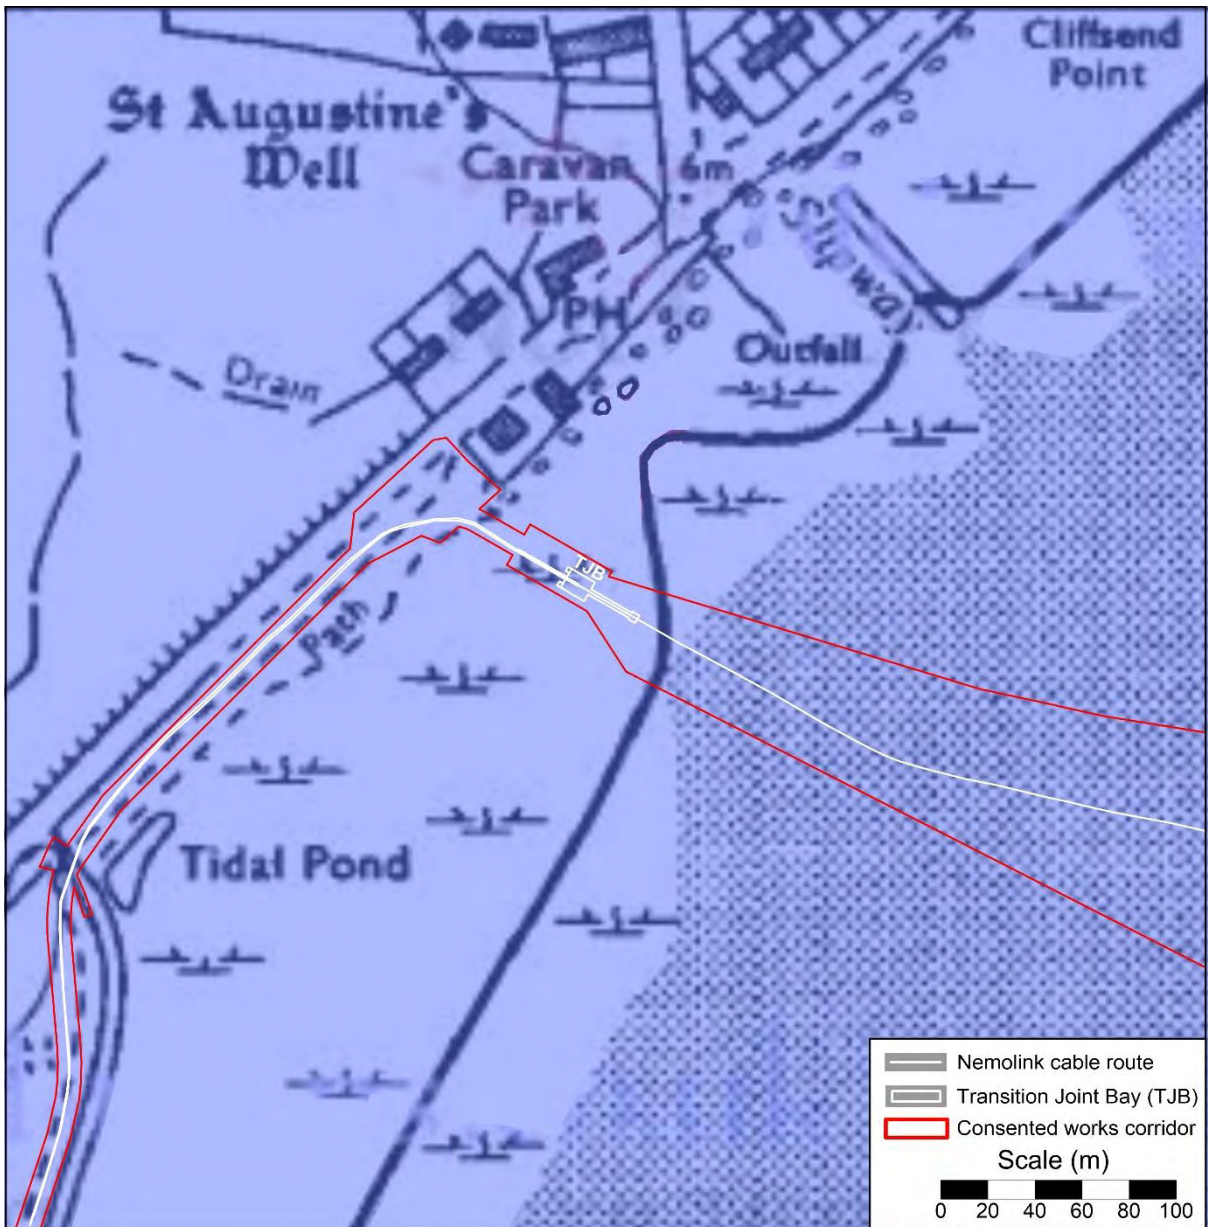 Cliffsend
Point
St Augustine's
Well
Caravan
Park
6m
Slipway
PH
Outfall
Drain
TJB
Path
Tidal Pond
Nemolink cable route
Transition Joint Bay (TJB)
Consented works corridor
Scale (m)
0 20 40 60 80 100